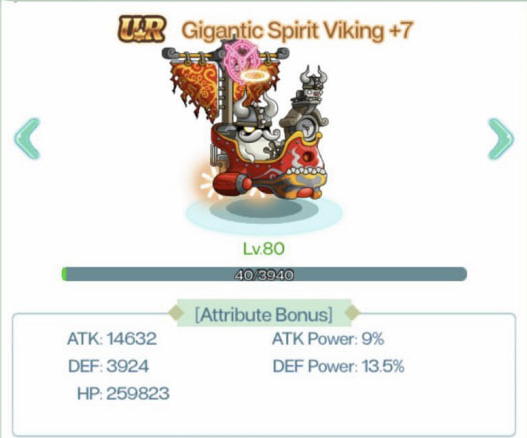 UR Gigantic Spirit Viking +7
Lv.80
40/3940
[Attribute Bonus]
ATK: 14632 ATK Power: 9%
DEF: 3924 DEF Power: 13.5%
HP: 259823